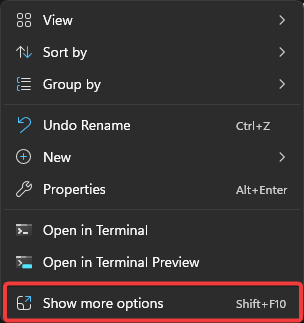 View
Sort by
Group by
Undo Rename Ctrl+Z
New
Properties Alt+Enter
Open in Terminal
Open in Terminal Preview
Show more options Shift+F10